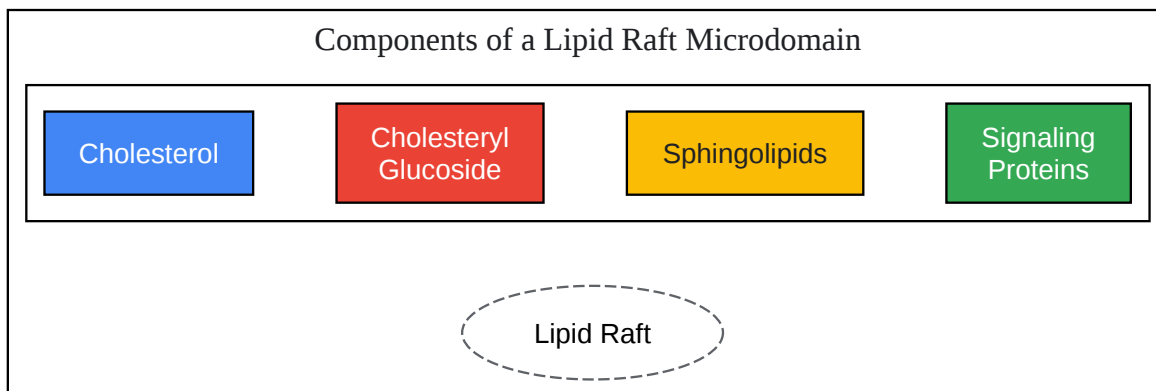 Components of a Lipid Raft Microdomain
Cholesterol
Cholesteryl
Glucoside
Sphingolipids
Signaling
Proteins
Lipid Raft